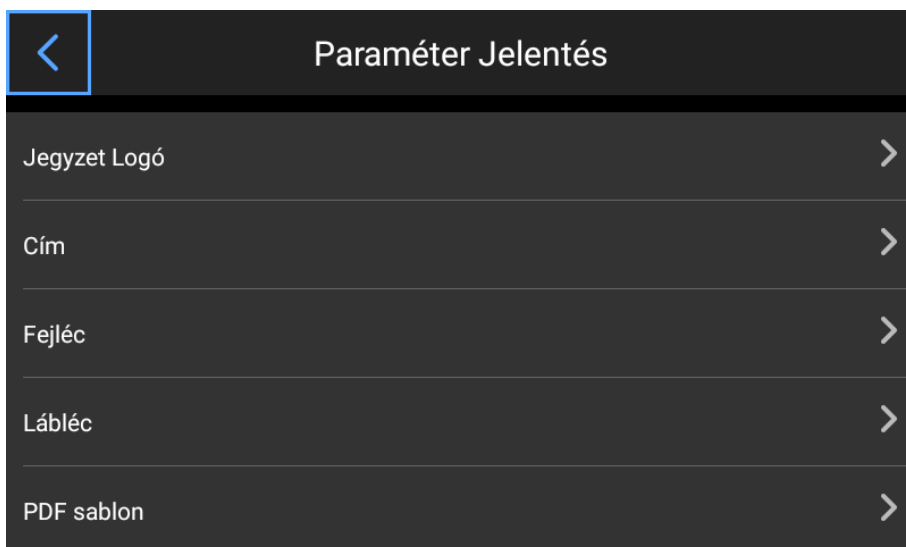 Paraméter Jelentés
Jegyzet Logó
Cím
Fejléc
Lábléc
PDF sablon